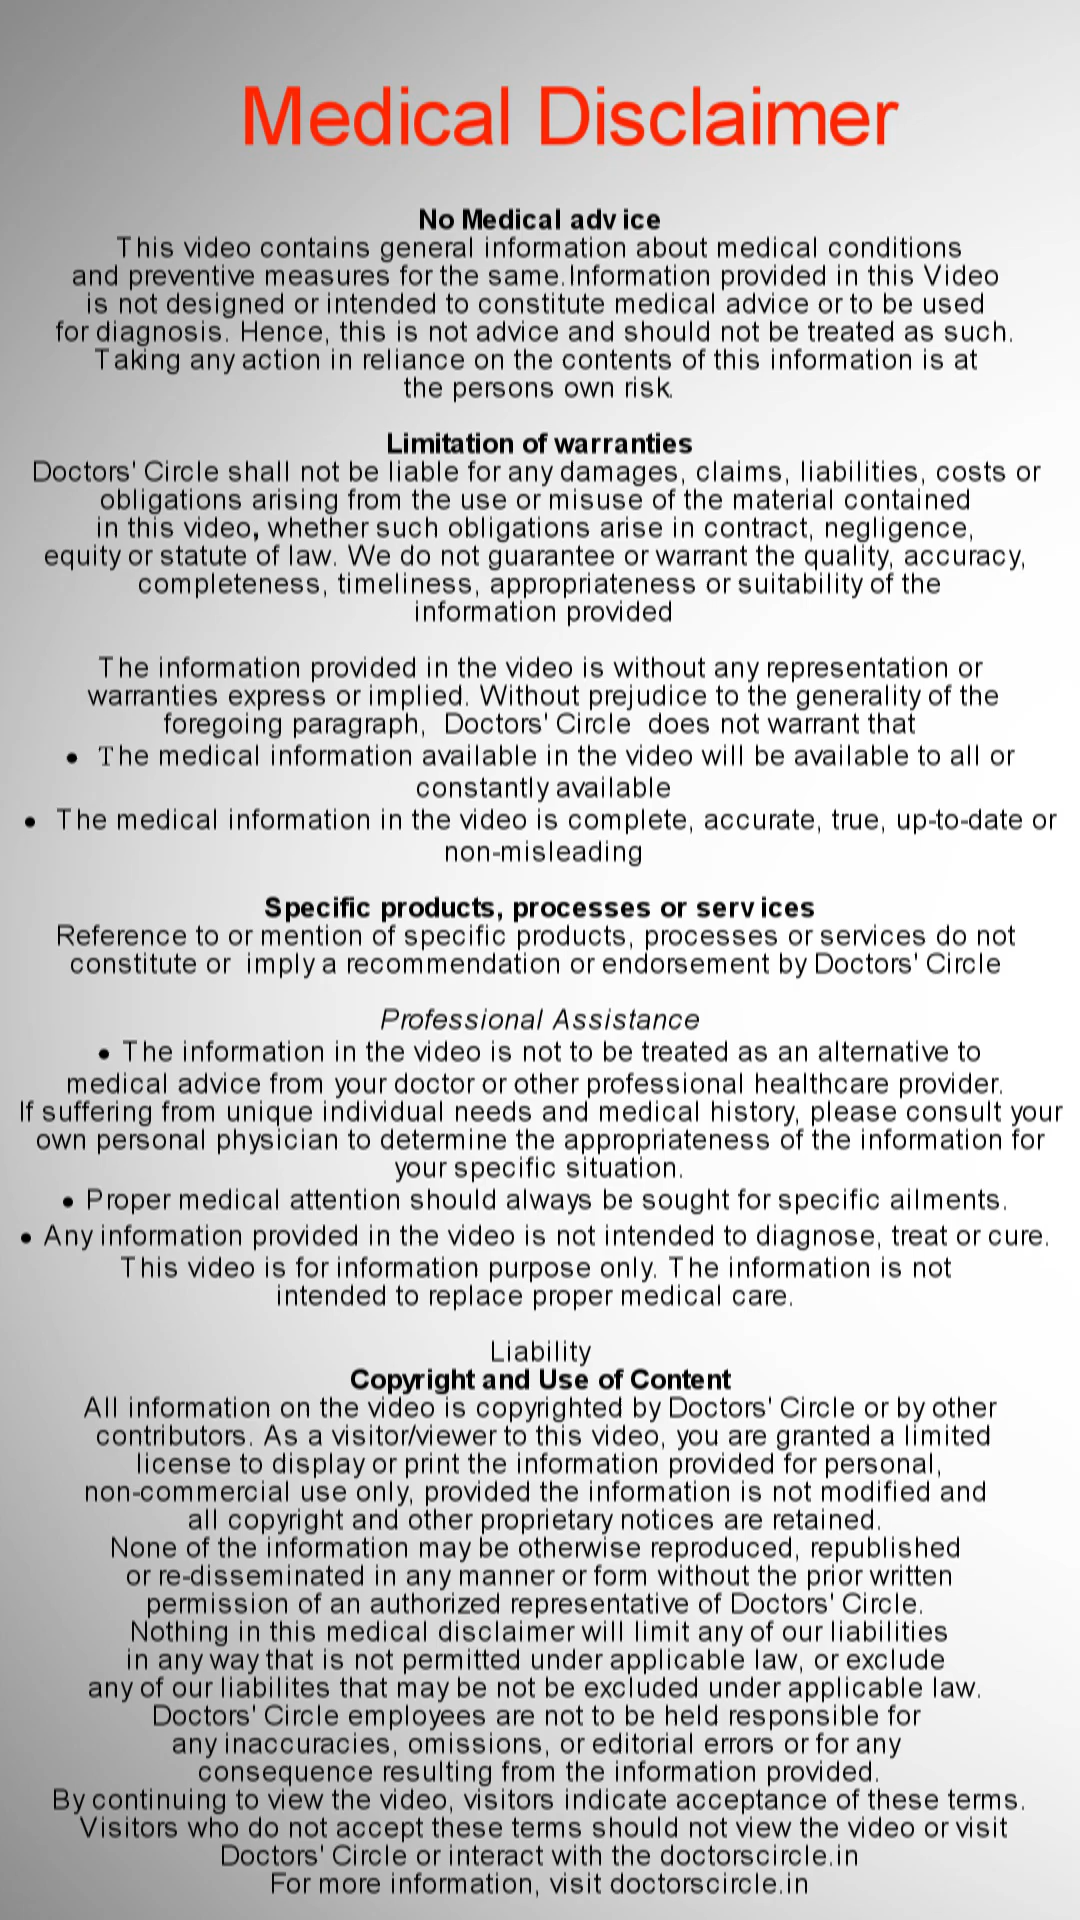 Medical Disclaimer
No Medical advice
This video contains general information about medical conditions
and preventive measures for the same.Information provided in this Video
is not designed or intended to constitute medical advice or to be used
for diagnosis. Hence, this is not advice and should not be treated as such.
Taking any action in reliance on the contents of this information is at
the persons own risk.
Limitation of warranties
Doctors' Circle shall not be liable for any damages, claims, liabilities, costs or
obligations arising from the use or misuse of the material contained
in this video, whether such obligations arise in contract, negligence,
equity or statute of law. We do not guarantee or warrant the quality, accuracy,
completeness, timeliness, appropriateness or suitability of the
information provided
The information provided in the video is without any representation or
warranties express or implied. Without prejudice to the generality of the
foregoing paragraph, Doctors' Circle does not warrant that
• The medical information available in the video will be available to all or
constantly available
• The medical information in the video is complete, accurate, true, up-to-date or
non-misleading
Specific products, processes or services
Reference to or mention of specific products, processes or services do not
constitute or imply a recommendation or endorsement by Doctors' Circle
Professional Assistance
• The information in the video is not to be treated as an alternative to
medical advice from your doctor or other professional healthcare provider.
If suffering from unique individual needs and medical history, please consult your
own personal physician to determine the appropriateness of the information for
your specific situation.
• Proper medical attention should always be sought for specific ailments.
• Any information provided in the video is not intended to diagnose, treat or cure.
This video is for information purpose only. The information is not
intended to replace proper medical care.
Liability
Copyright and Use of Content
All information on the video is copyrighted by Doctors' Circle or by other
contributors. As a visitor/viewer to this video, you are granted a limited
license to display or print the information provided for personal,
non-commercial use only, provided the information is not modified and
all copyright and other proprietary notices are retained.
None of the information may be otherwise reproduced, republished
or re-disseminated in any manner or form without the prior written
permission of an authorized representative of Doctors' Circle.
Nothing in this medical disclaimer will limit any of our liabilities
in any way that is not permitted under applicable law, or exclude
any of our liabilites that may be not be excluded under applicable law.
Doctors' Circle employees are not to be held responsible for
any inaccuracies, omissions, or editorial errors or for any
consequence resulting from the information provided.
By continuing to view the video, visitors indicate acceptance of these terms.
Visitors who do not accept these terms should not view the video or visit
Doctors' Circle or interact with the doctorscircle.in
For more information, visit doctorscircle.in